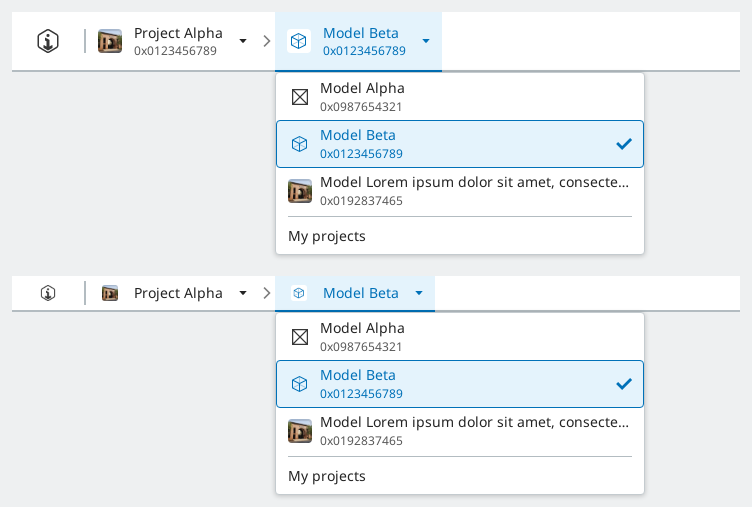 Project Alpha
0x0123456789
Model Beta
0x0123456789
Model Alpha
0x0987654321
Model Beta
0x0123456789
Model Lorem ipsum dolor sit amet, consecte...
0x0192837465
My projects
Project Alpha
Model Beta
Model Alpha
0x0987654321
Model Beta
0x0123456789
Model Lorem ipsum dolor sit amet, consecte...
0x0192837465
My projects